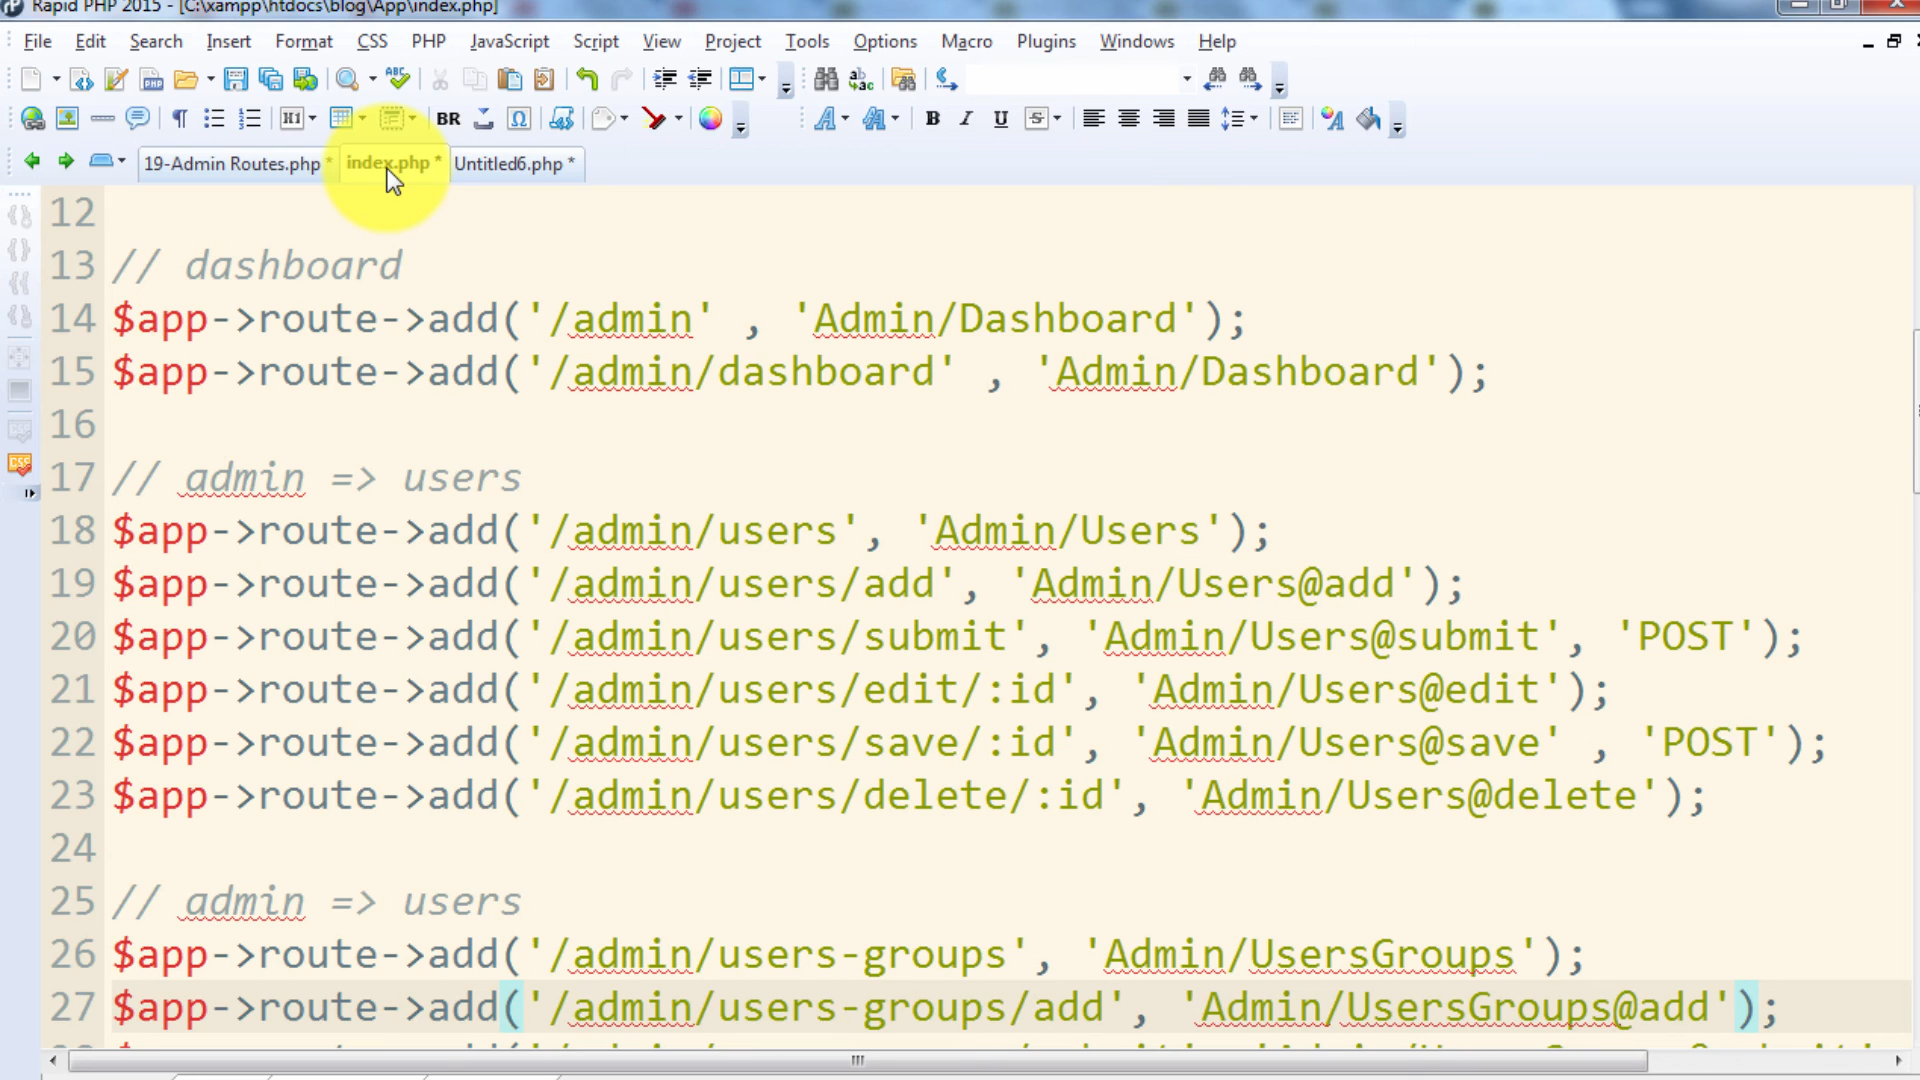 Rapid PHP 2015 - [C:\xampp\htdocs\blog\App\index.php]
File Edit Search Insert Format CSS PHP JavaScript Script View Project Tools Options Macro Plugins Windows Help
19-Admin Routes.php * index.php * Untitled6.php *
12
13 // dashboard
14 $app->route->add('/admin' , 'Admin/Dashboard');
15 $app->route->add('/admin/dashboard' , 'Admin/Dashboard');
16
17 // admin => users
18 $app->route->add('/admin/users', 'Admin/Users');
19 $app->route->add('/admin/users/add', 'Admin/Users@add');
20 $app->route->add('/admin/users/submit', 'Admin/Users@submit', 'POST');
21 $app->route->add('/admin/users/edit/:id', 'Admin/Users@edit');
22 $app->route->add('/admin/users/save/:id', 'Admin/Users@save' , 'POST');
23 $app->route->add('/admin/users/delete/:id', 'Admin/Users@delete');
24
25 // admin => users
26 $app->route->add('/admin/users-groups', 'Admin/UsersGroups');
27 $app->route->add('/admin/users-groups/add', 'Admin/UsersGroups@add');